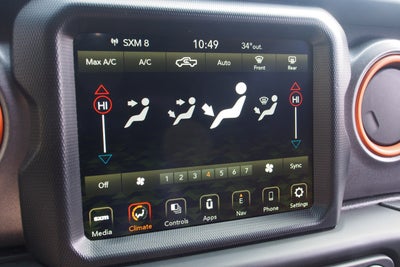 SXM 8 10:49 34°out.
Max A/C A/C Auto Front Rear
HI HI
Off 1 2 3 4 5 6 7 Sync
sxm
Media Climate Controls Apps E Nav Phone Settings